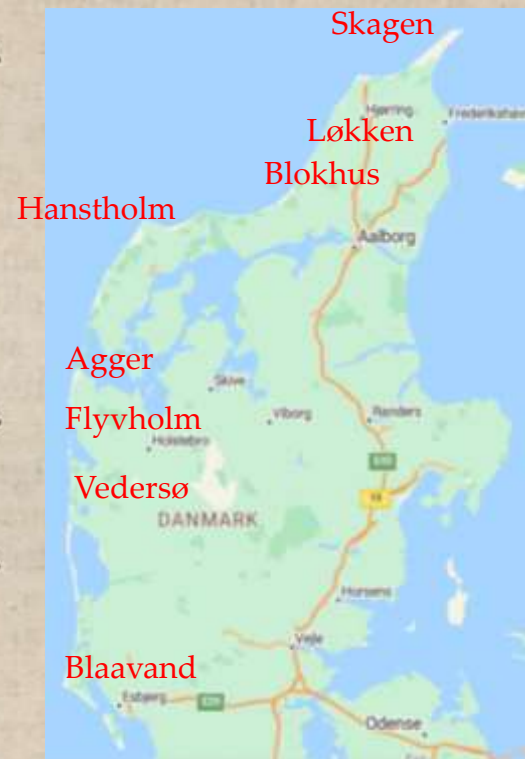 Skagen
Hjørring
Frederikshavn
Løkken
Blokhus
Hanstholm
Aalborg
Agger
Skive
Flyvholm
Viborg
Randers
Holstebro
Vedersø
DANMARK
Horsens
Vejle
Blaavand
Esbjerg
Odense